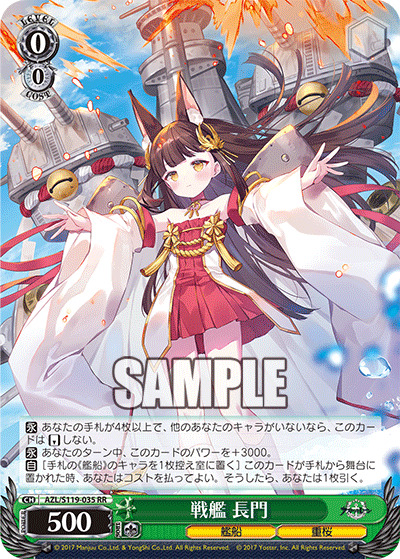 LEVEL
0
0
COST
SAMPLE
永 あなたの手札が4枚以上で、他のあなたのキャラがいないなら、このカー
ドは しない。
永 あなたのターン中、このカードのパワーを+3000。
自 [手札の《艦船》のキャラを1枚控え室に置く] このカードが手札から舞台に
置かれた時、あなたはコストを払ってよい。そうしたら、あなたは1枚引く。
CH AZL/S119-035 RR
500
戦艦 長門
艦船 重桜
© 2017 Manjuu Co.,Ltd. & YongShi Co.,Ltd. All Rights Reserved. © 2017 Yostar, Inc. All Rights Reserved.